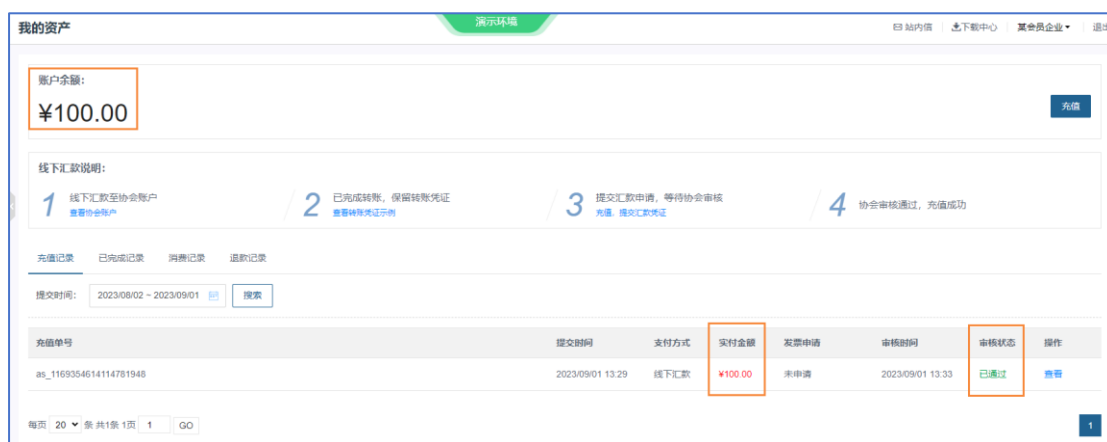 我的资产 演示环境 站内信 下载中心 某会员企业 退出
账户余额：
¥100.00 充值
线下汇款说明：
1 线下汇款至协会账户 2 已完成转账，保留转账凭证 3 提交汇款申请，等待协会审核 4 协会审核通过，充值成功
查看协会账户 查看转账凭证示例 充值，提交汇款凭证
充值记录 已完成记录 消费记录 退款记录
提交时间： 2023/08/02 ~ 2023/09/01 搜索
充值单号 提交时间 支付方式 实付金额 发票申请 审核时间 审核状态 操作
as_1169354614114781948 2023/09/01 13:29 线下汇款 ¥100.00 未申请 2023/09/01 13:33 已通过 查看
每页 20 条 共1条 1页 1 GO 1